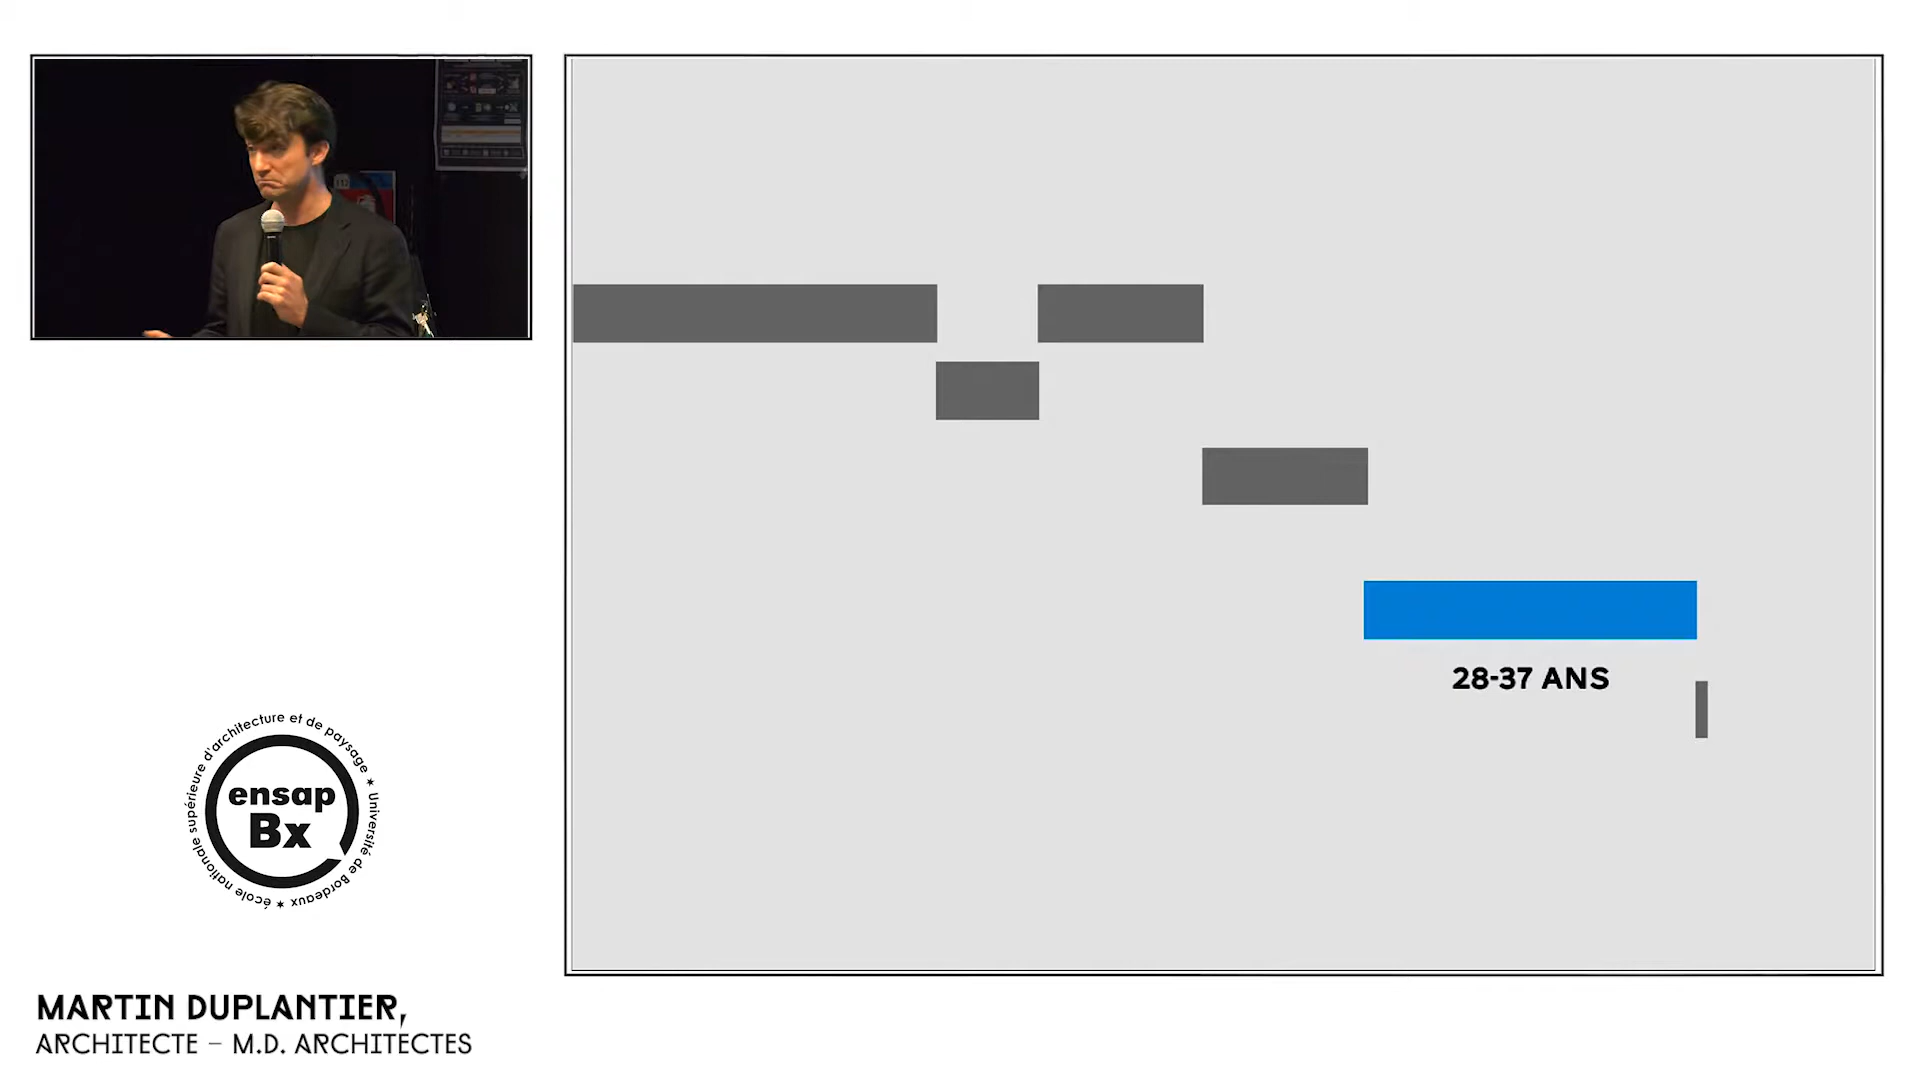 28-37 ANS
école nationale supérieure d'architecture et de paysage * Université de Bordeaux *
ensap
Bx
MARTIN DUPLANTIER,
ARCHITECTE – M.D. ARCHITECTES